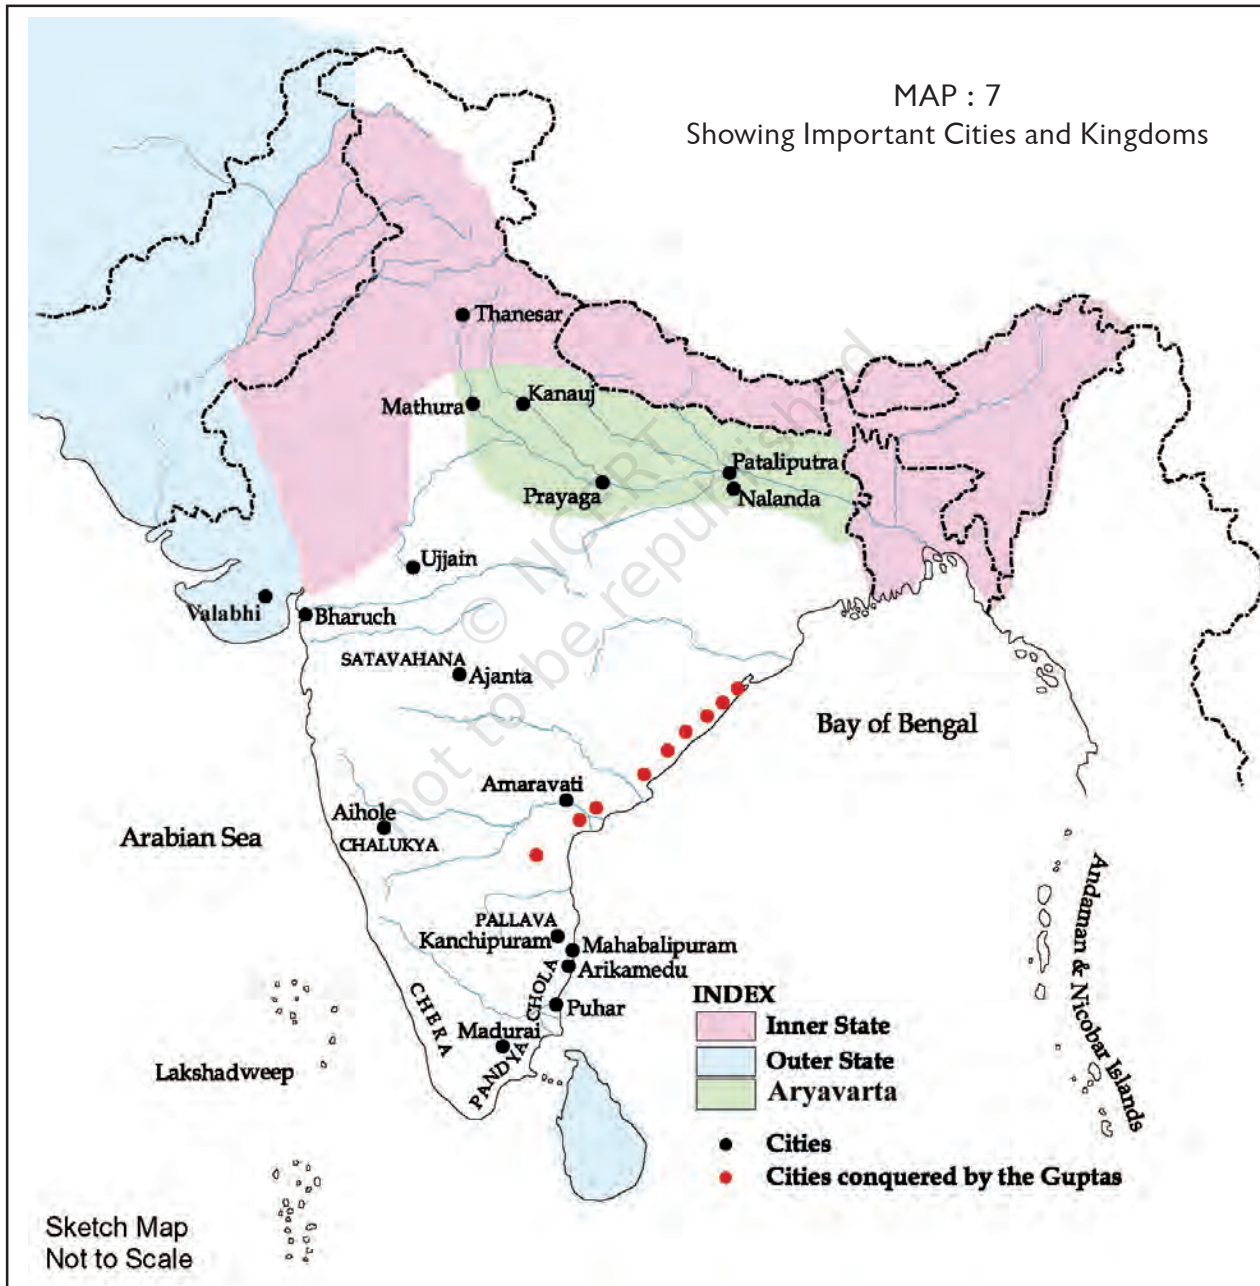 MAP : 7
Showing Important Cities and Kingdoms
Thanesar
Mathura
Kanauj
Prayaga
Pataliputra
Nalanda
Ujjain
Valabhi
Bharuch
SATAVAHANA
Ajanta
Bay of Bengal
Amaravati
Aihole
CHALUKYA
Arabian Sea
PALLAVA
Kanchipuram
Mahabalipuram
Arikamedu
CHOLA
Puhar
CHERA
Madurai
PANDYA
Lakshadweep
Andaman & Nicobar Islands
INDEX
Inner State
Outer State
Aryavarta
Cities
Cities conquered by the Guptas
Sketch Map
Not to Scale
© NCERT
not to be republished